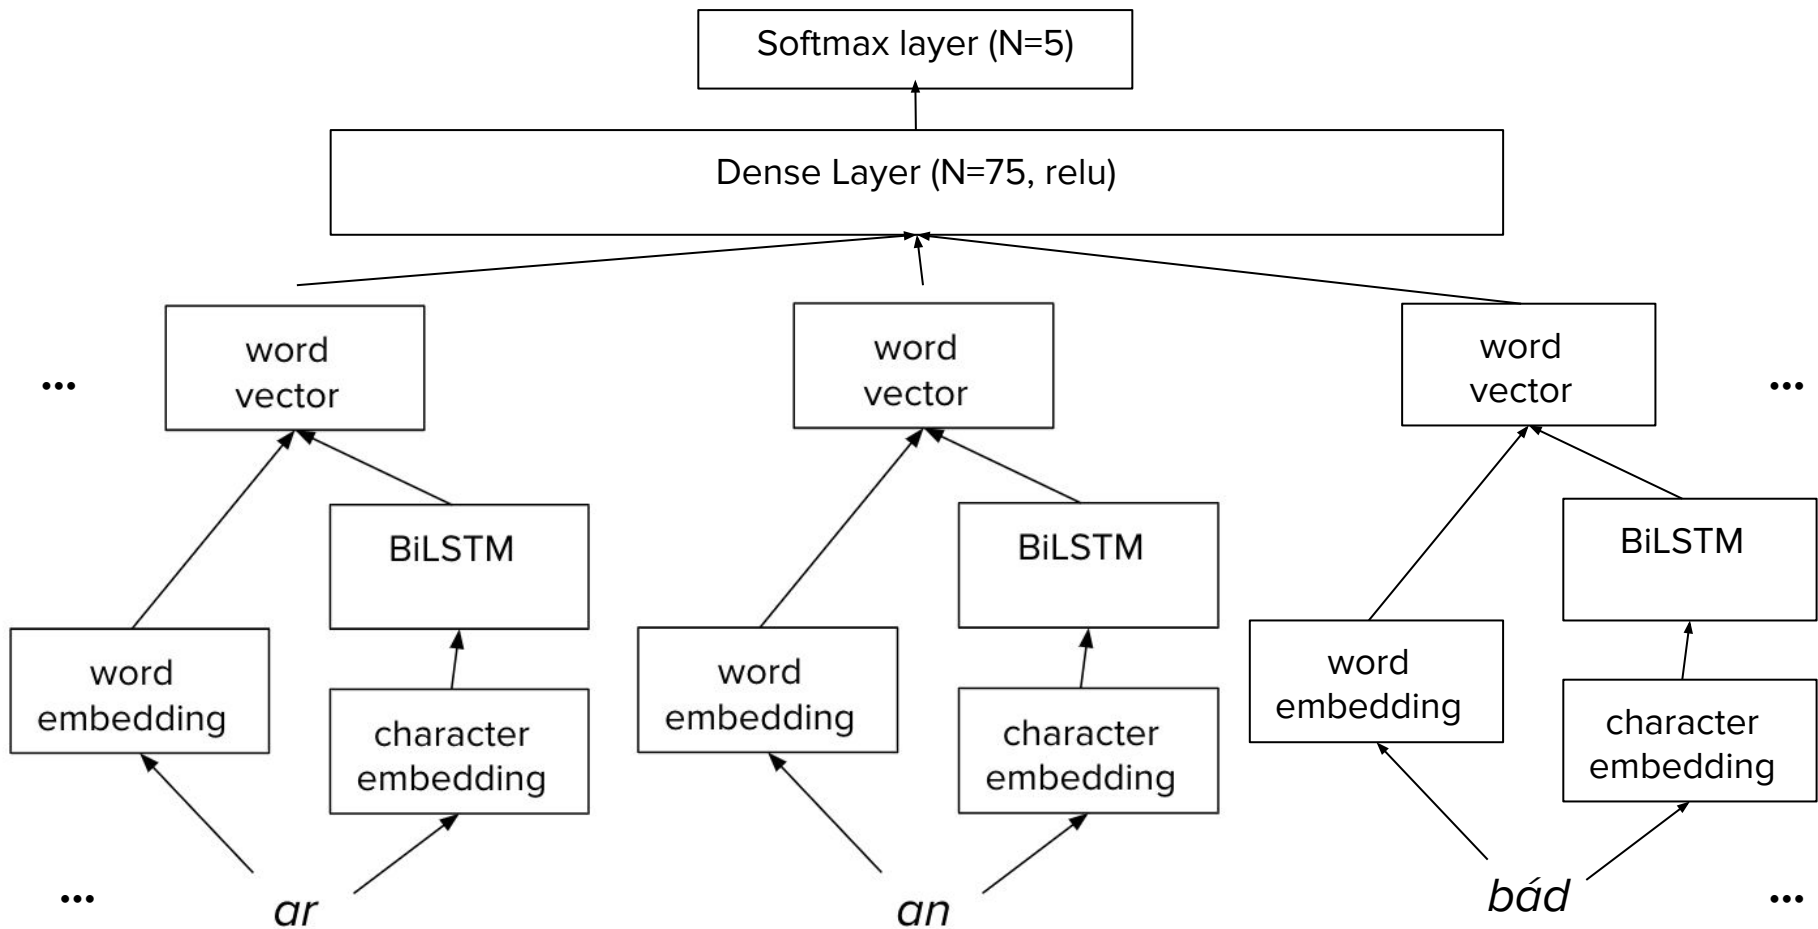 Softmax layer (N=5)
Dense Layer (N=75, relu)
...
word
vector
word
vector
word
vector
...
BiLSTM
BiLSTM
BiLSTM
word
embedding
character
embedding
word
embedding
character
embedding
word
embedding
character
embedding
...
ar
an
bád
...